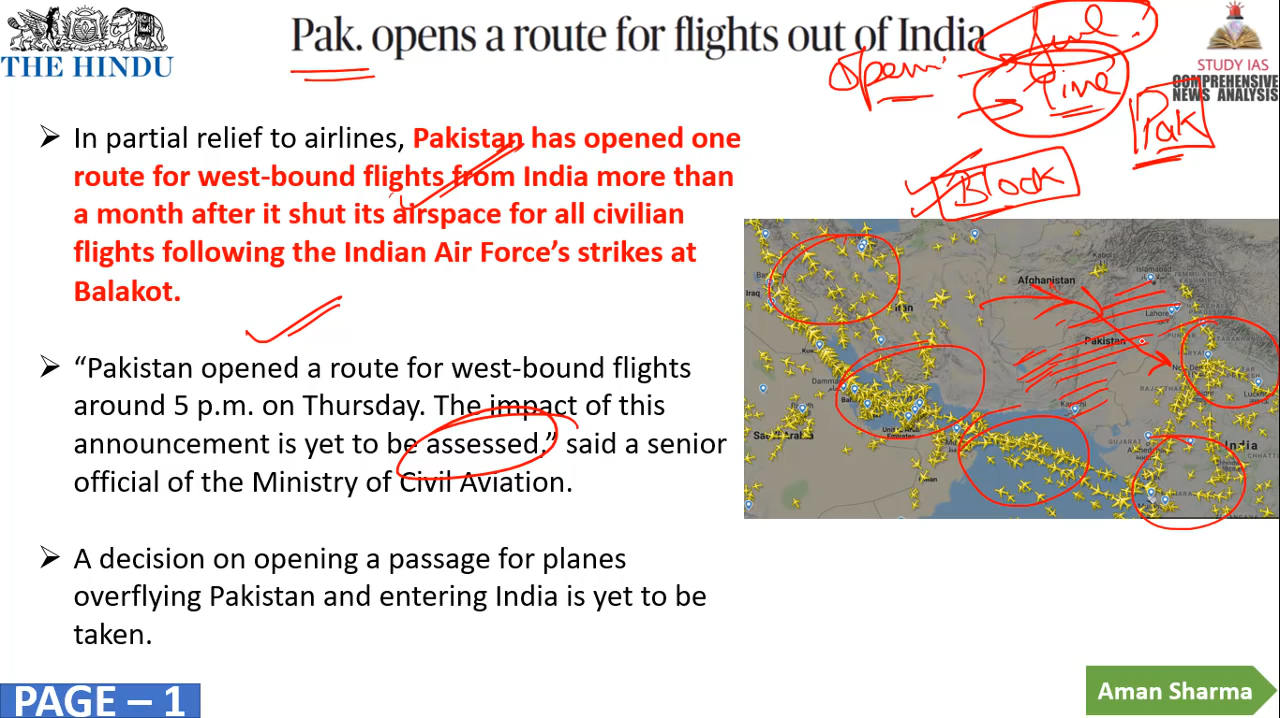 THE HINDU
Pak. opens a route for flights out of India
STUDY IAS
COMPREHENSIVE
NEWS ANALYSIS
fuel
Time
Pak
Block
➢ In partial relief to airlines, Pakistan has opened one
route for west-bound flights from India more than
a month after it shut its airspace for all civilian
flights following the Indian Air Force’s strikes at
Balakot.
➢ “Pakistan opened a route for west-bound flights
around 5 p.m. on Thursday. The impact of this
announcement is yet to be assessed,” said a senior
official of the Ministry of Civil Aviation.
➢ A decision on opening a passage for planes
overflying Pakistan and entering India is yet to be
taken.
Afghanistan
Islamabad
Iraq
Lahore
Pakistan
Karachi
India
GUJARAT
PAGE – 1
Aman Sharma